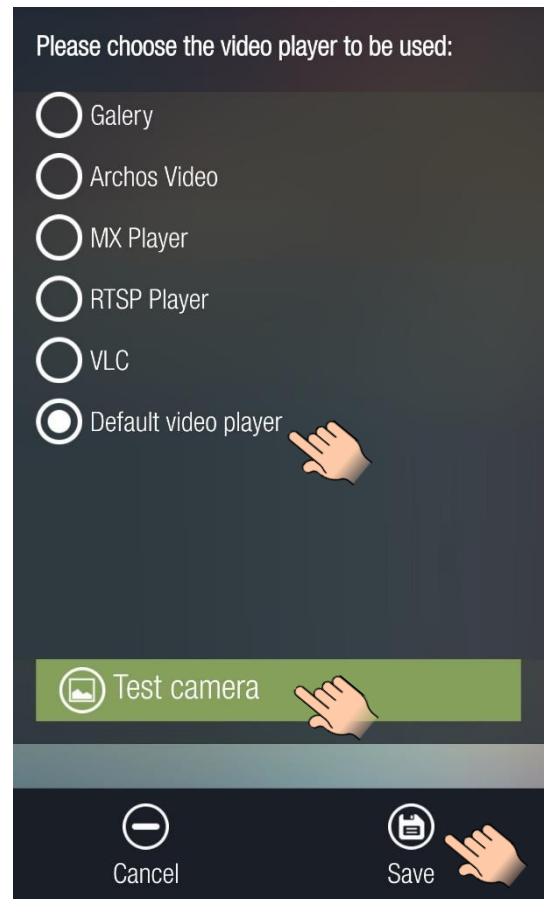 Please choose the video player to be used:
Galery
Archos Video
MX Player
RTSP Player
VLC
Default video player
Test camera
Cancel
Save